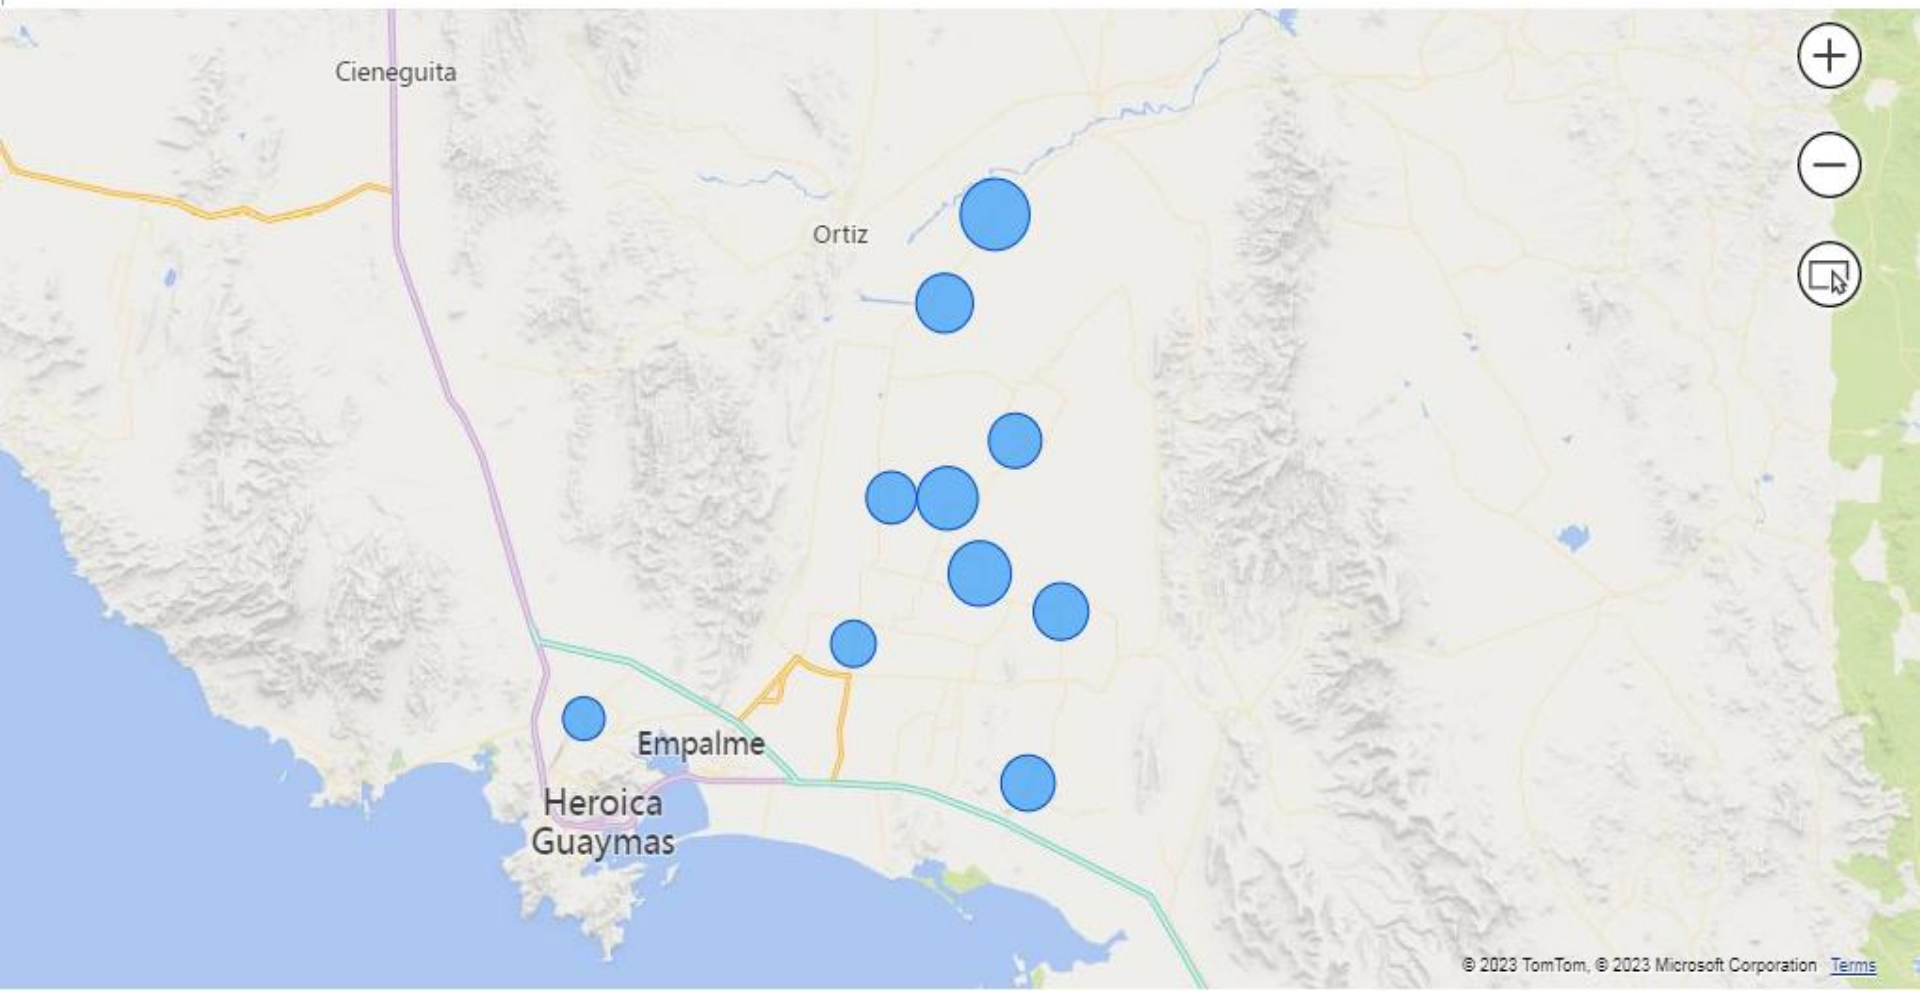 Cieneguita
Ortiz
Empalme
Heroica
Guaymas
© 2023 TomTom, © 2023 Microsoft Corporation Terms